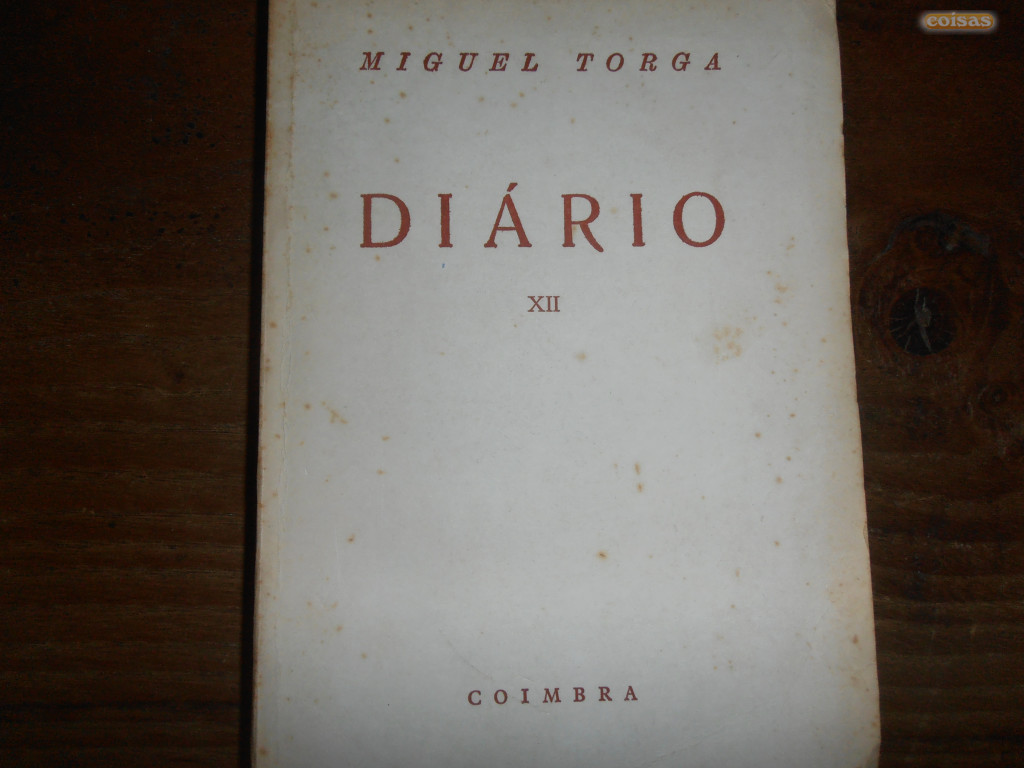 coisas
MIGUEL TORGA
DIÁRIO
XII
COIMBRA